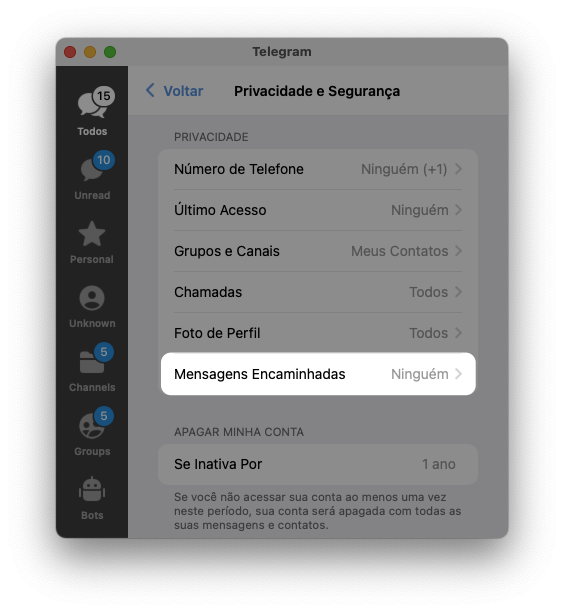 Telegram
15
Todos
10
Unread
Personal
Unknown
5
Channels
5
Groups
Bots
Voltar
Privacidade e Segurança
PRIVACIDADE
Número de Telefone Ninguém (+1)
Último Acesso Ninguém
Grupos e Canais Meus Contatos
Chamadas Todos
Foto de Perfil Todos
Mensagens Encaminhadas Ninguém
APAGAR MINHA CONTA
Se Inativa Por 1 ano
Se você não acessar sua conta ao menos uma vez
neste período, sua conta será apagada com todas as
suas mensagens e contatos.